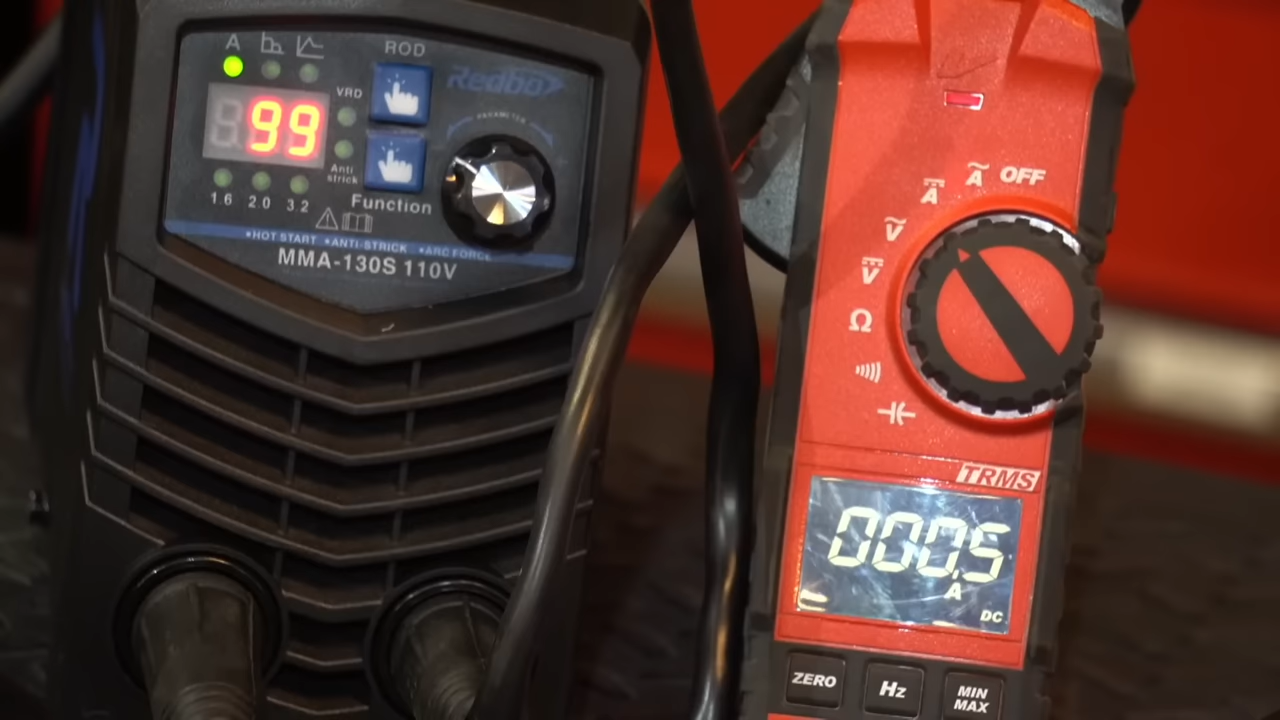 A
ROD
Redbo
VRD
PARAMETER
99
Anti
strick
1.6 2.0 3.2
Function
•HOT START •ANTI-STRICK •ARC FORCE
MMA-130S 110V
OFF
Ã
A
V
V
Ω
TRMS
000.5
A
DC
ZERO
Hz
MIN
MAX